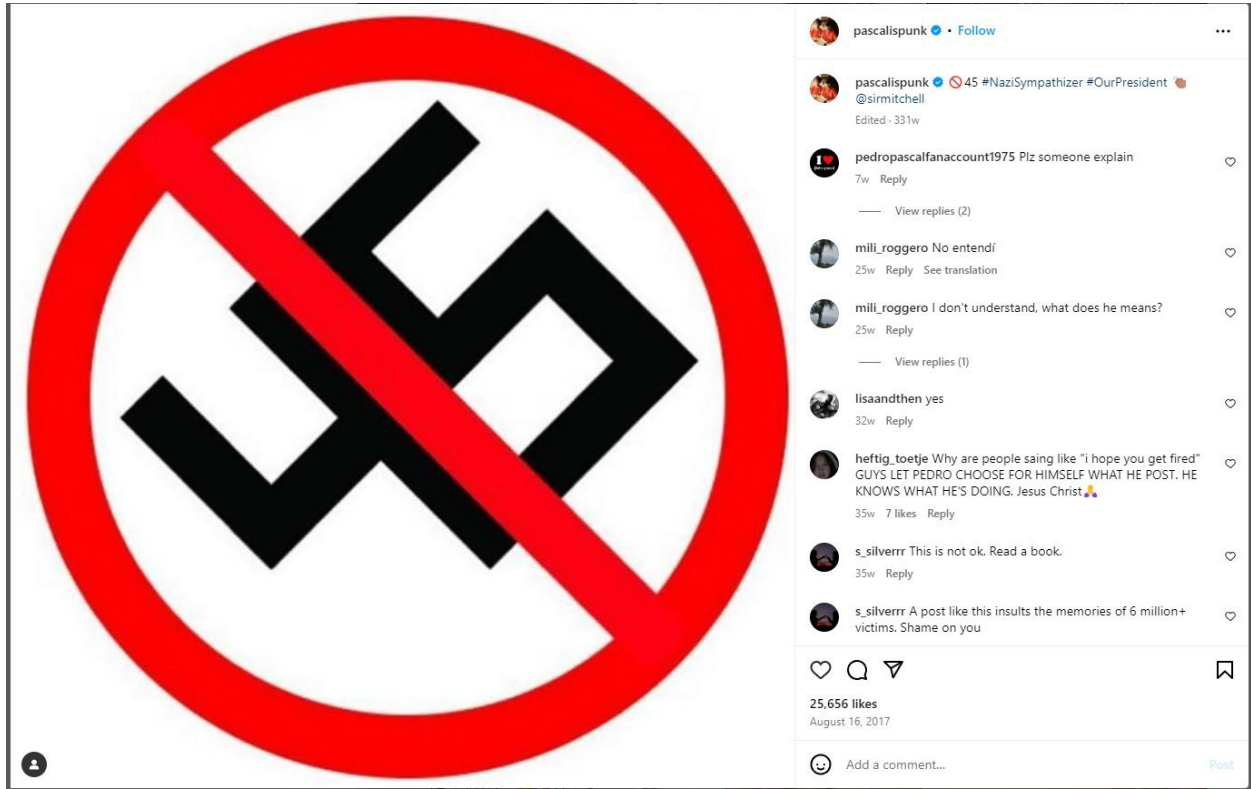 pascalispunk • Follow
pascalispunk 🚫45 #NaziSympathizer #OurPresident 👏🏽
@sirmitchell
Edited · 331w
I ❤
pedropascalfanaccount1975 Plz someone explain
7w Reply
View replies (2)
mili_roggero No entendí
25w Reply See translation
mili_roggero I don't understand, what does he means?
25w Reply
View replies (1)
lisaandthen yes
32w Reply
heftig_toetje Why are people saing like "i hope you get fired"
GUYS LET PEDRO CHOOSE FOR HIMSELF WHAT HE POST. HE
KNOWS WHAT HE'S DOING. Jesus Christ🙏
35w 7 likes Reply
s_silverrr This is not ok. Read a book.
35w Reply
s_silverrr A post like this insults the memories of 6 million+
victims. Shame on you
25,656 likes
August 16, 2017
Add a comment...
Post